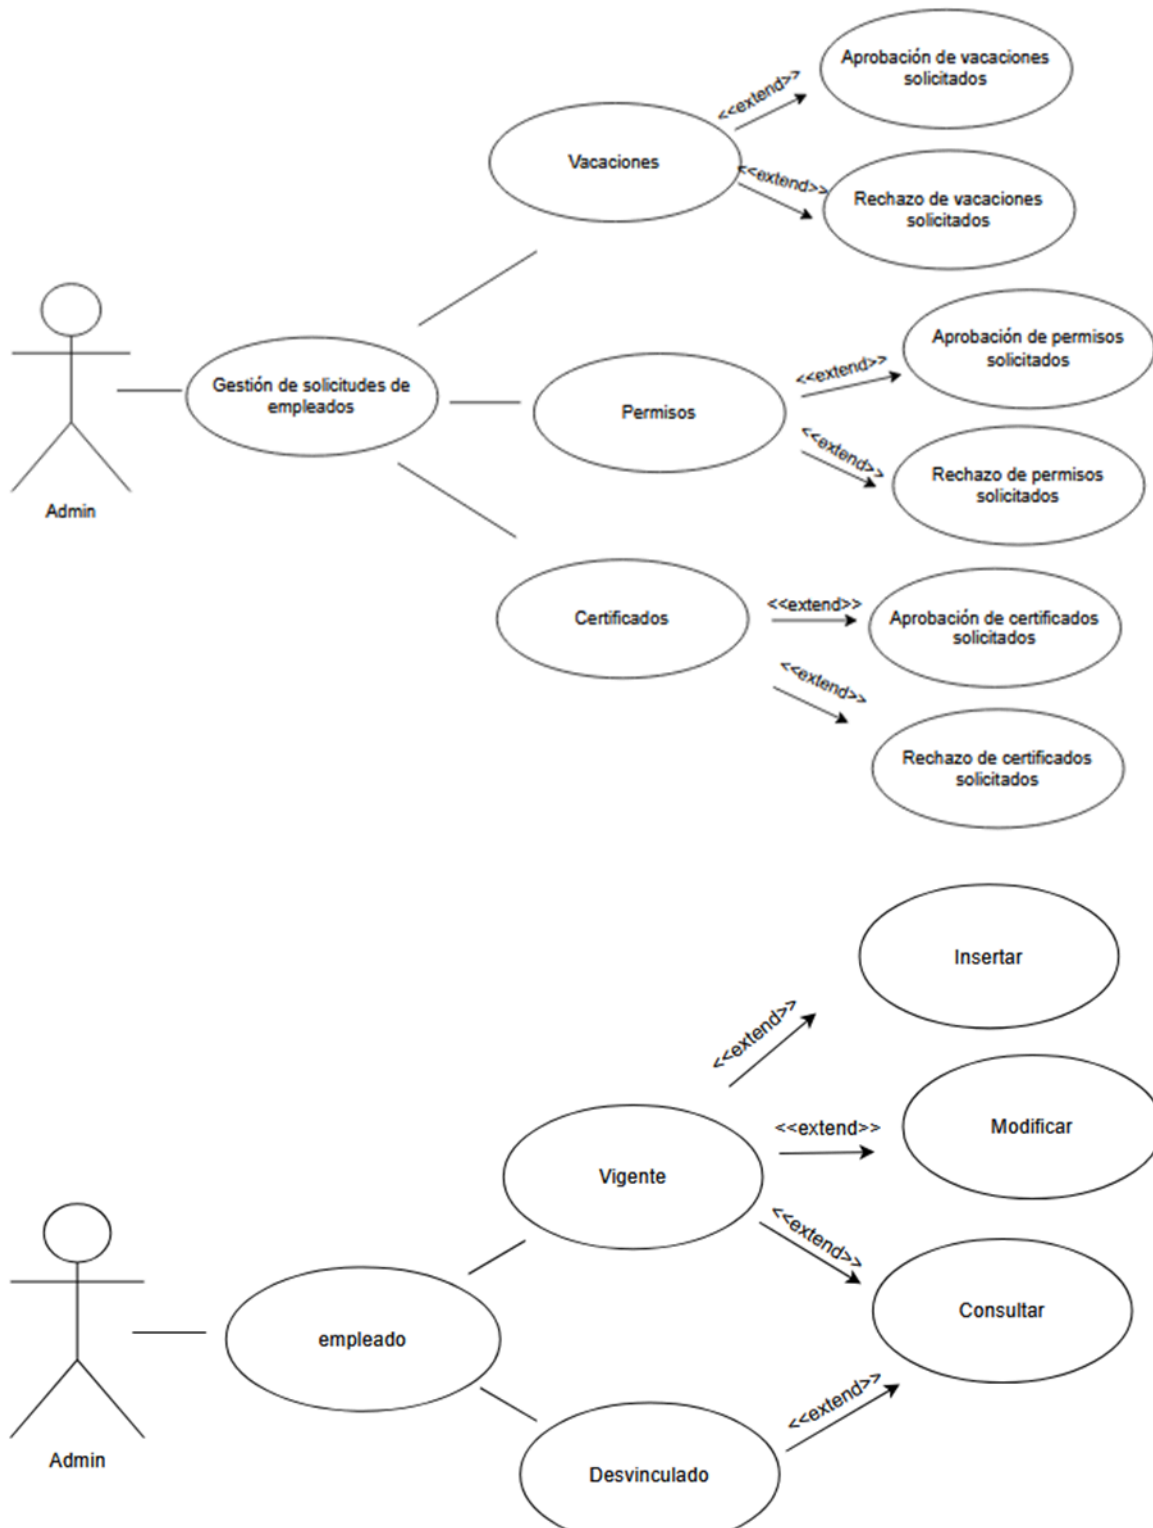 Aprobación de vacaciones
solicitados
<<extend>>
Vacaciones
<<extend>>
Rechazo de vacaciones
solicitados
Admin
Gestión de solicitudes de
empleados
Permisos
<<extend>>
Aprobación de permisos
solicitados
<<extend>>
Rechazo de permisos
solicitados
Certificados
<<extend>>
Aprobación de certificados
solicitados
<<extend>>
Rechazo de certificados
solicitados
Insertar
<<extend>>
Vigente
<<extend>>
Modificar
<<extend>>
Consultar
Admin
empleado
<<extend>>
Desvinculado